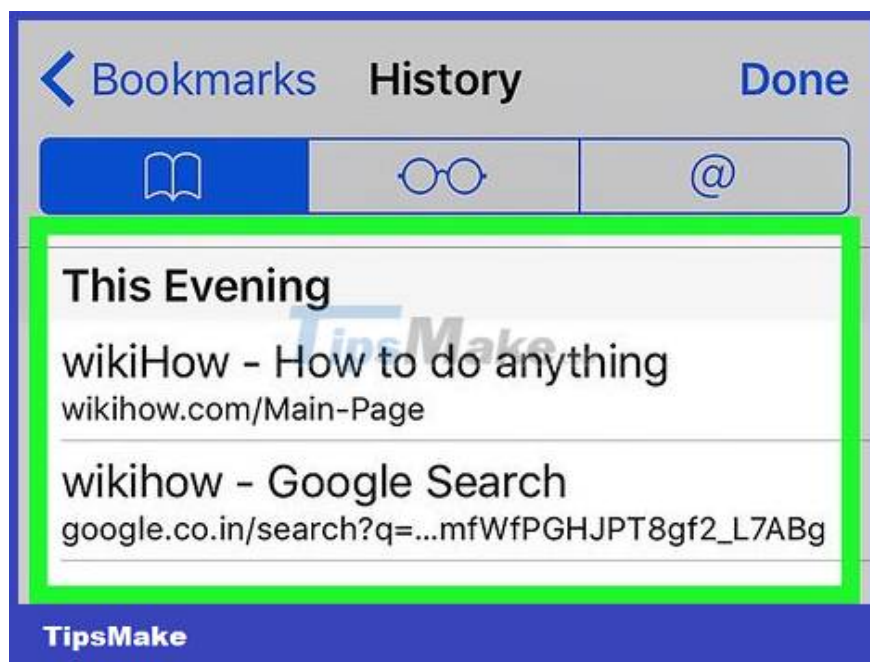 Bookmarks History Done
@
This Evening
TipsMake
wikiHow - How to do anything
wikihow.com/Main-Page
wikihow - Google Search
google.co.in/search?q=...mfWfPGHJPT8gf2_L7ABg
TipsMake